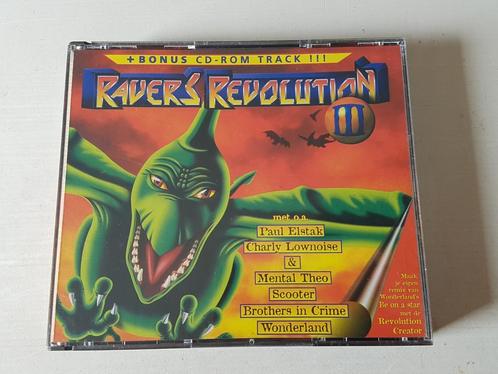 + BONUS CD-ROM TRACK !!!
RAVERS REVOLUTION
III
met o.a.
Paul Elstak
Charly Lownoise
&
Mental Theo
Scooter
Brothers in Crime
Wonderland
Maak
je eigen
remix van
Wonderland's
Be on a star
met de
Revolution
Creator